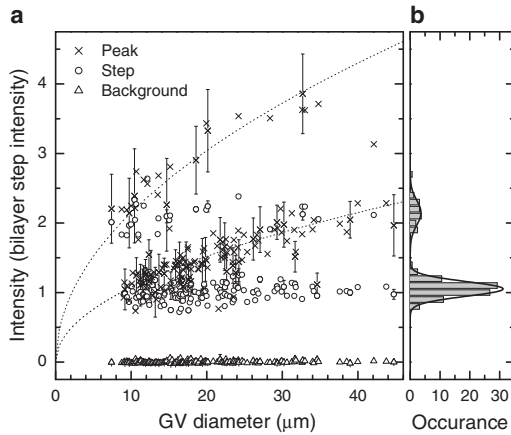 a
b
× Peak
○ Step
△ Background
Intensity (bilayer step intensity)
4
3
2
1
0
0 10 20 30 40
0 10 20 30
GV diameter (μm)
Occurance